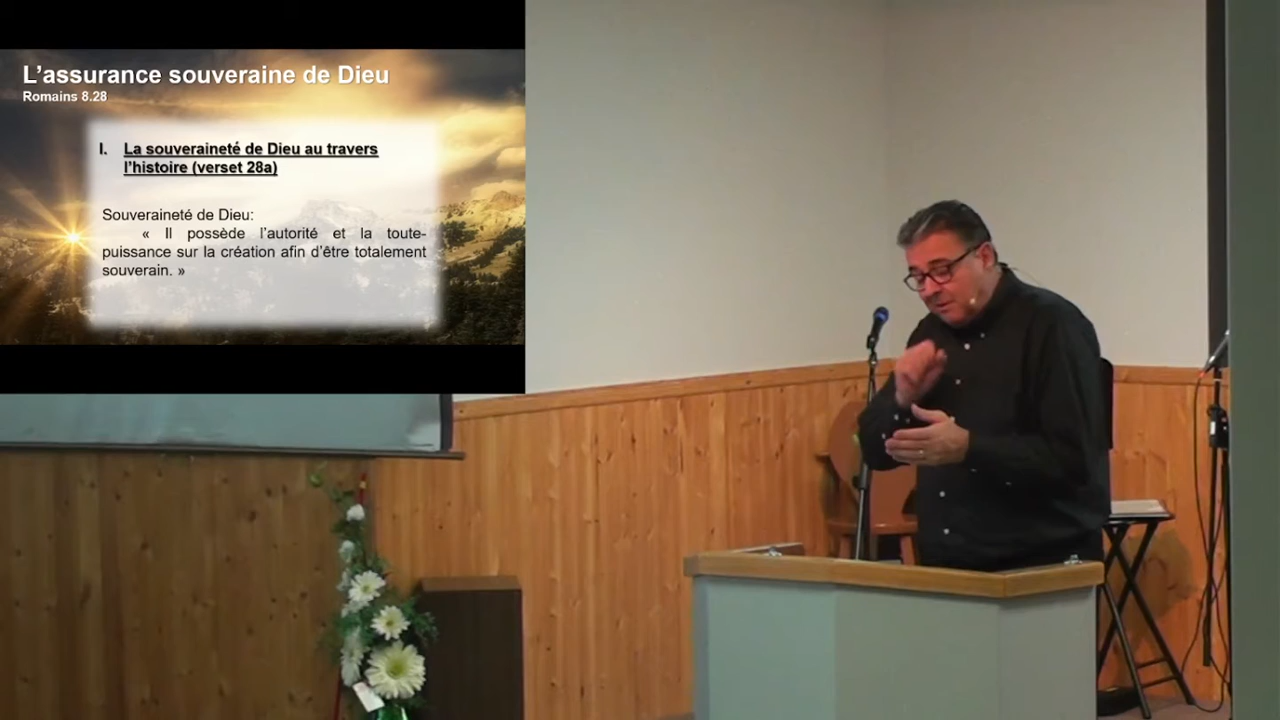 L’assurance souveraine de Dieu
Romains 8.28
I. La souveraineté de Dieu au travers
l’histoire (verset 28a)
Souveraineté de Dieu:
« Il possède l’autorité et la toute-
puissance sur la création afin d’être totalement
souverain. »